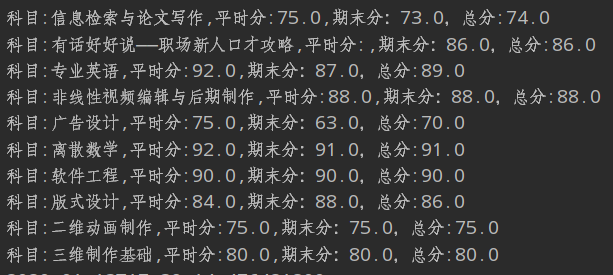 科目:信息检索与论文写作,平时分:75.0,期末分: 73.0, 总分:74.0
科目:有话好好说——职场新人口才攻略,平时分:,期末分: 86.0, 总分:86.0
科目:专业英语,平时分:92.0,期末分: 87.0, 总分:89.0
科目:非线性视频编辑与后期制作,平时分:88.0,期末分: 88.0, 总分:88.0
科目:广告设计,平时分:75.0,期末分: 63.0, 总分:70.0
科目:离散数学,平时分:92.0,期末分: 91.0, 总分:91.0
科目:软件工程,平时分:90.0,期末分: 90.0, 总分:90.0
科目:版式设计,平时分:84.0,期末分: 88.0, 总分:86.0
科目:二维动画制作,平时分:75.0,期末分: 75.0, 总分:75.0
科目:三维制作基础,平时分:80.0,期末分: 80.0, 总分:80.0